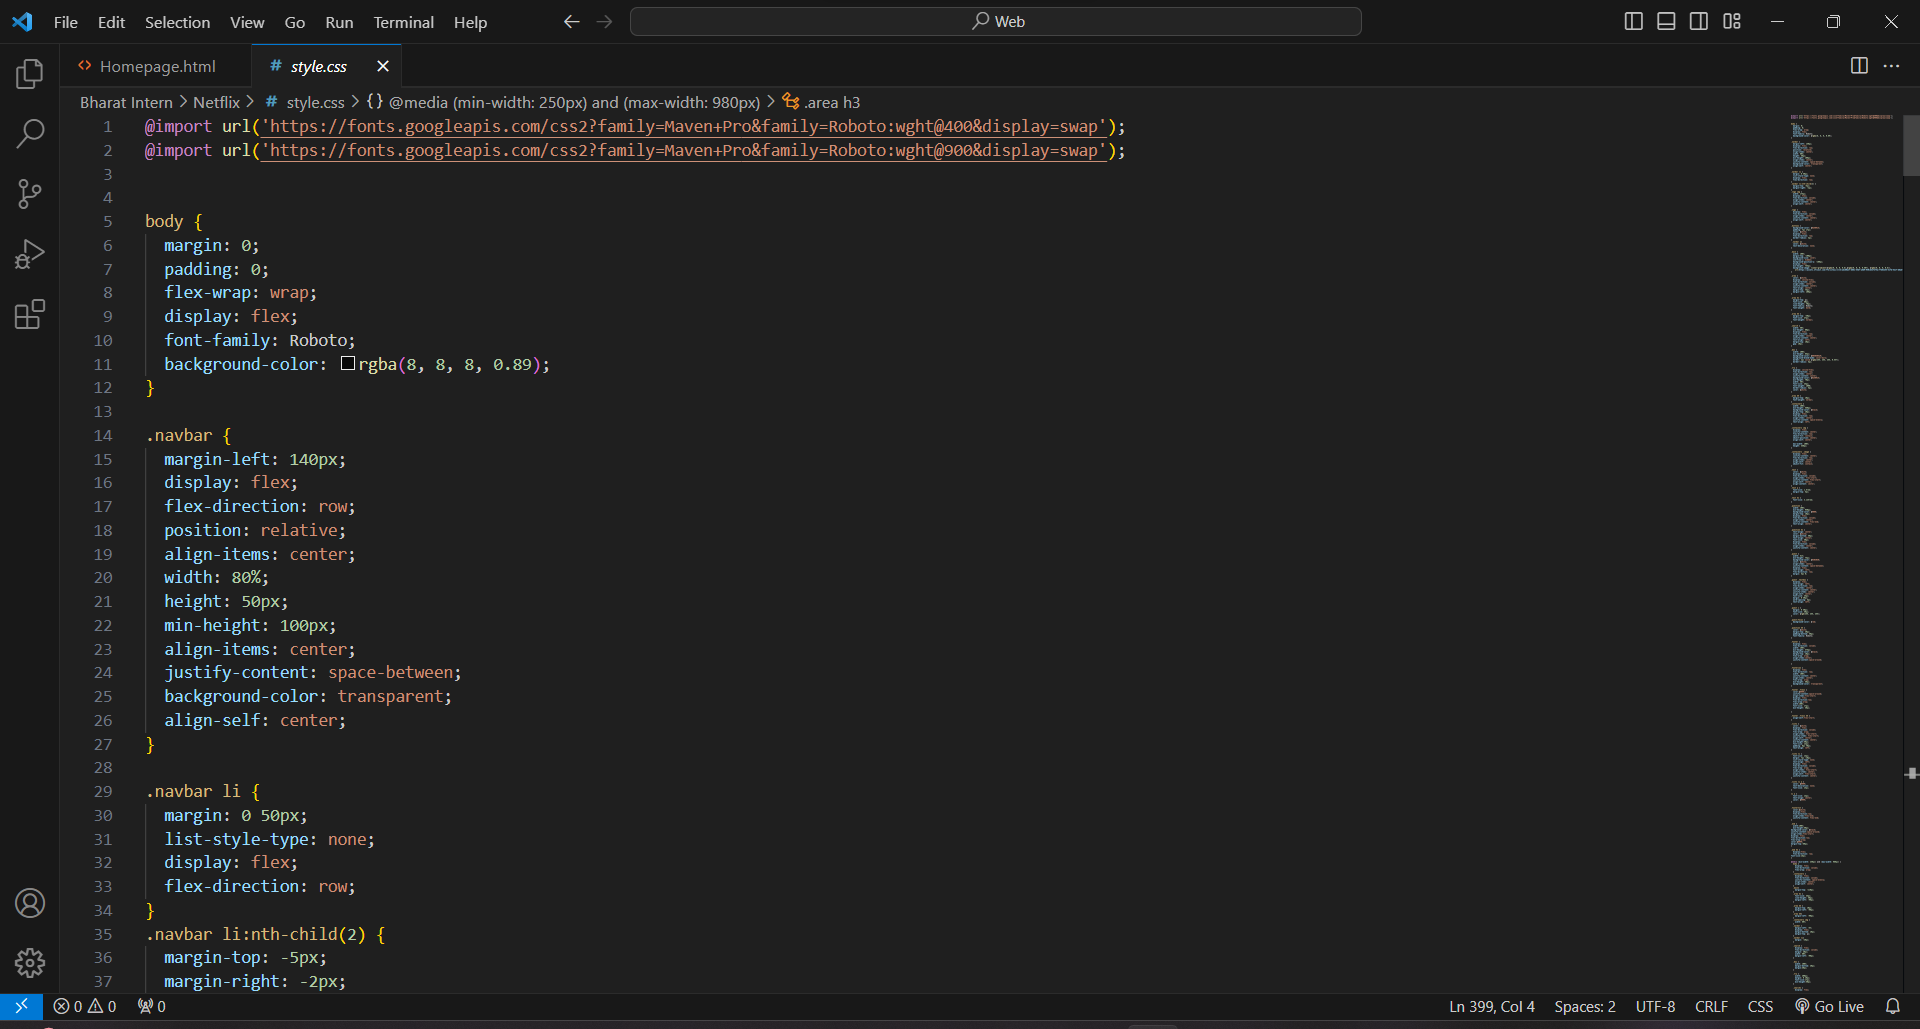 File Edit Selection View Go Run Terminal Help
Web
Homepage.html
# style.css
Bharat Intern > Netflix > # style.css > {} @media (min-width: 250px) and (max-width: 980px) > .area h3
1 @import url('https://fonts.googleapis.com/css2?family=Maven+Pro&family=Roboto:wght@400&display=swap');
2 @import url('https://fonts.googleapis.com/css2?family=Maven+Pro&family=Roboto:wght@900&display=swap');
3
4
5 body {
6 margin: 0;
7 padding: 0;
8 flex-wrap: wrap;
9 display: flex;
10 font-family: Roboto;
11 background-color: rgba(8, 8, 8, 0.89);
12 }
13
14 .navbar {
15 margin-left: 140px;
16 display: flex;
17 flex-direction: row;
18 position: relative;
19 align-items: center;
20 width: 80%;
21 height: 50px;
22 min-height: 100px;
23 align-items: center;
24 justify-content: space-between;
25 background-color: transparent;
26 align-self: center;
27 }
28
29 .navbar li {
30 margin: 0 50px;
31 list-style-type: none;
32 display: flex;
33 flex-direction: row;
34 }
35 .navbar li:nth-child(2) {
36 margin-top: -5px;
37 margin-right: -2px;
0 0 0 Ln 399, Col 4 Spaces: 2 UTF-8 CRLF CSS Go Live